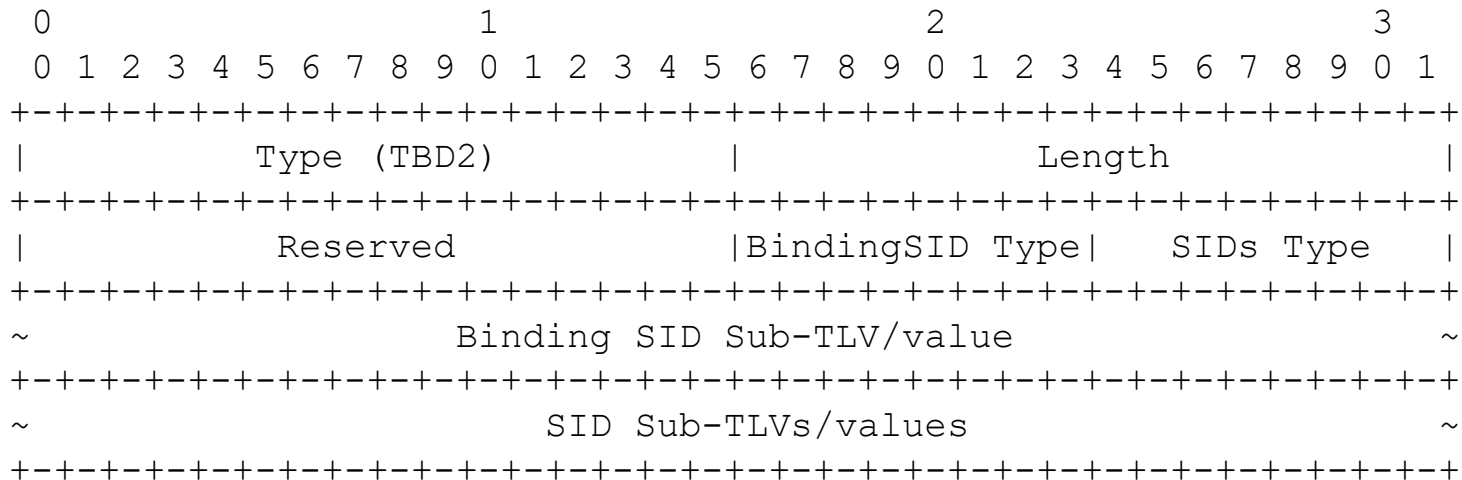 0                   1                   2                   3
 0 1 2 3 4 5 6 7 8 9 0 1 2 3 4 5 6 7 8 9 0 1 2 3 4 5 6 7 8 9 0 1
+-+-+-+-+-+-+-+-+-+-+-+-+-+-+-+-+-+-+-+-+-+-+-+-+-+-+-+-+-+-+-+-+
|          Type (TBD2)          |             Length            |
+-+-+-+-+-+-+-+-+-+-+-+-+-+-+-+-+-+-+-+-+-+-+-+-+-+-+-+-+-+-+-+-+
|           Reserved            |BindingSID Type|   SIDs Type   |
+-+-+-+-+-+-+-+-+-+-+-+-+-+-+-+-+-+-+-+-+-+-+-+-+-+-+-+-+-+-+-+-+
~                   Binding SID Sub-TLV/value                   ~
+-+-+-+-+-+-+-+-+-+-+-+-+-+-+-+-+-+-+-+-+-+-+-+-+-+-+-+-+-+-+-+-+
~                       SID Sub-TLVs/values                     ~
+-+-+-+-+-+-+-+-+-+-+-+-+-+-+-+-+-+-+-+-+-+-+-+-+-+-+-+-+-+-+-+-+